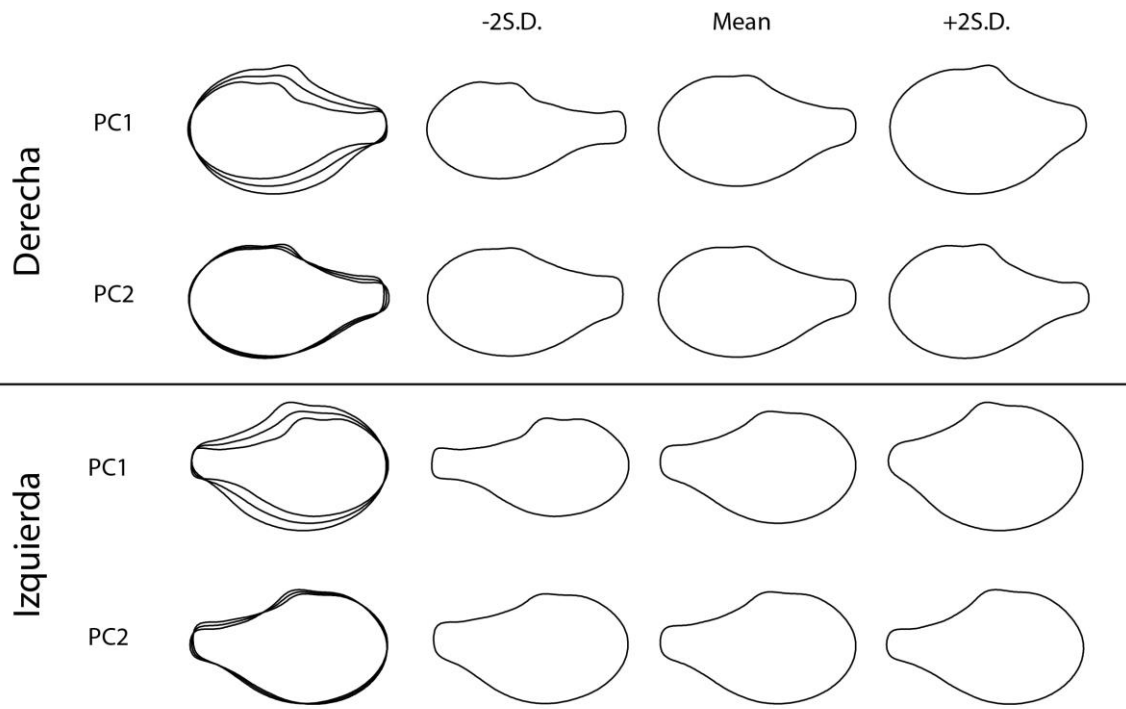 -2S.D. Mean +2S.D.
Derecha
PC1
PC2
Izquierda
PC1
PC2